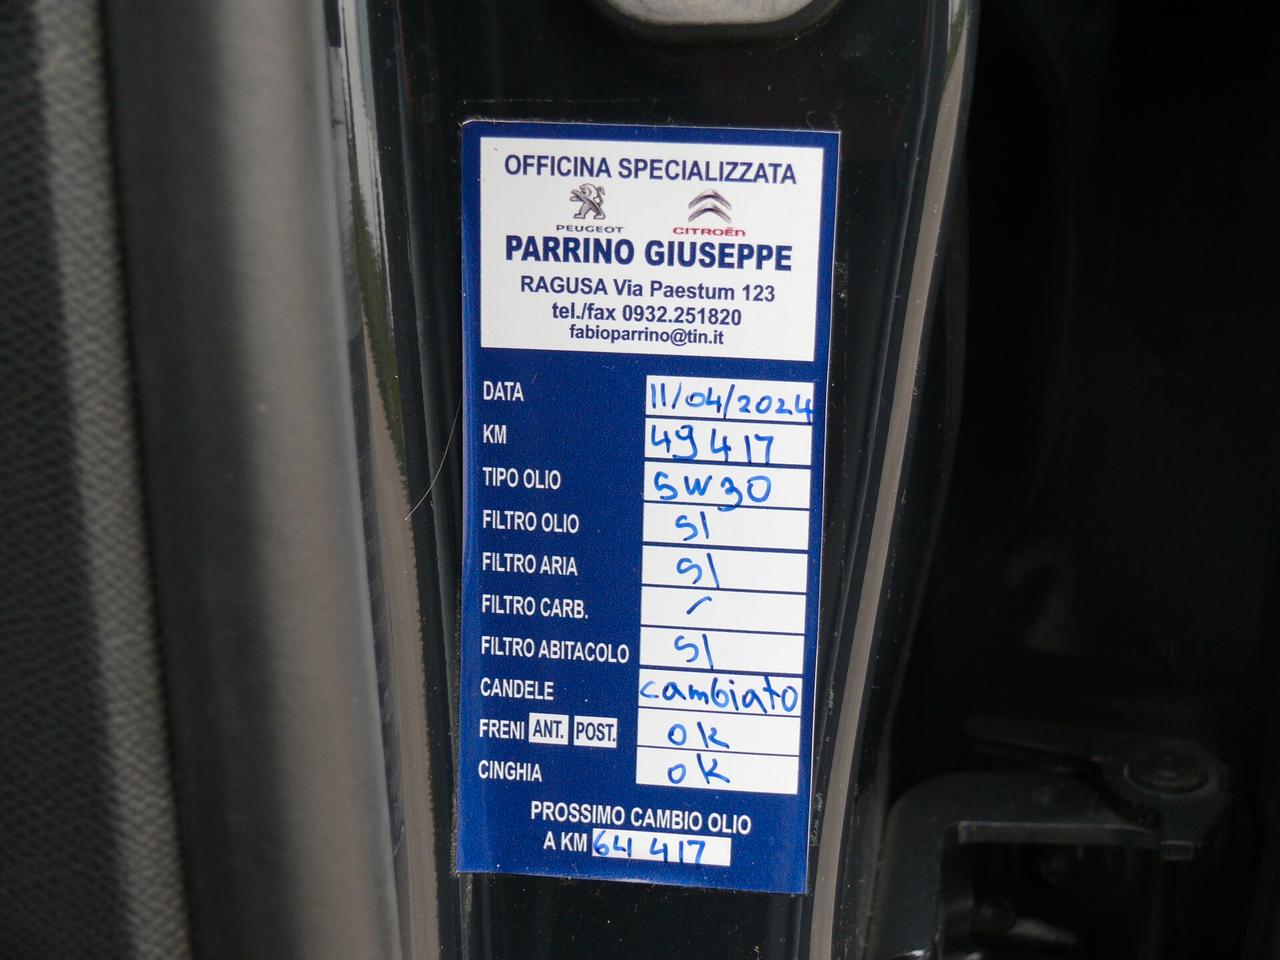 OFFICINA SPECIALIZZATA
PEUGEOT CITROËN
PARRINO GIUSEPPE
RAGUSA Via Paestum 123
tel./fax 0932.251820
fabioparrino@tin.it
DATA 11/04/2024
KM 49417
TIPO OLIO 5W30
FILTRO OLIO SI
FILTRO ARIA SI
FILTRO CARB. -
FILTRO ABITACOLO SI
CANDELE cambiato
FRENI ANT. POST. ok
CINGHIA ok
PROSSIMO CAMBIO OLIO
A KM 64 417